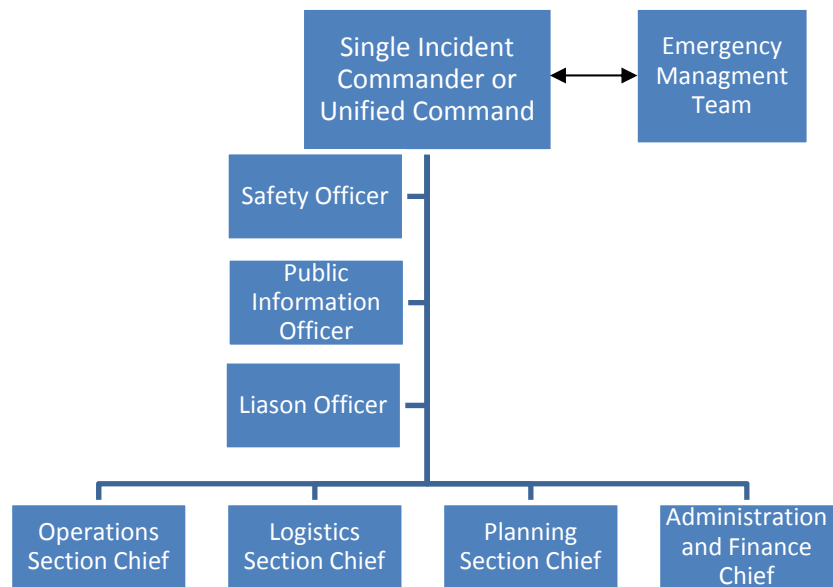 Single Incident
Commander or
Unified Command
Emergency
Managment
Team
Safety Officer
Public
Information
Officer
Liason Officer
Operations
Section Chief
Logistics
Section Chief
Planning
Section Chief
Administration
and Finance
Chief